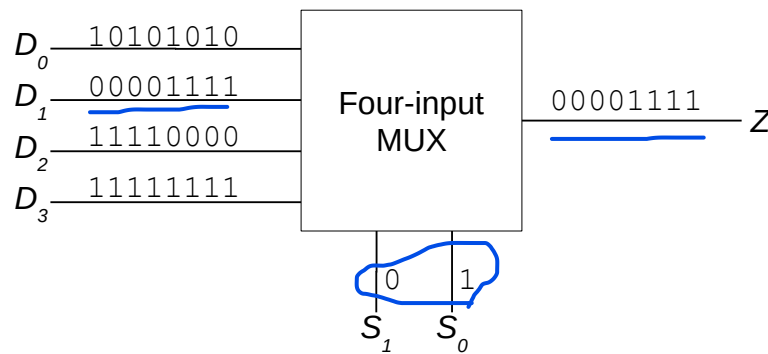 D0 10101010
D1 00001111
D2 11110000
D3 11111111
Four-input
MUX
00001111 Z
0 1
S1 S0